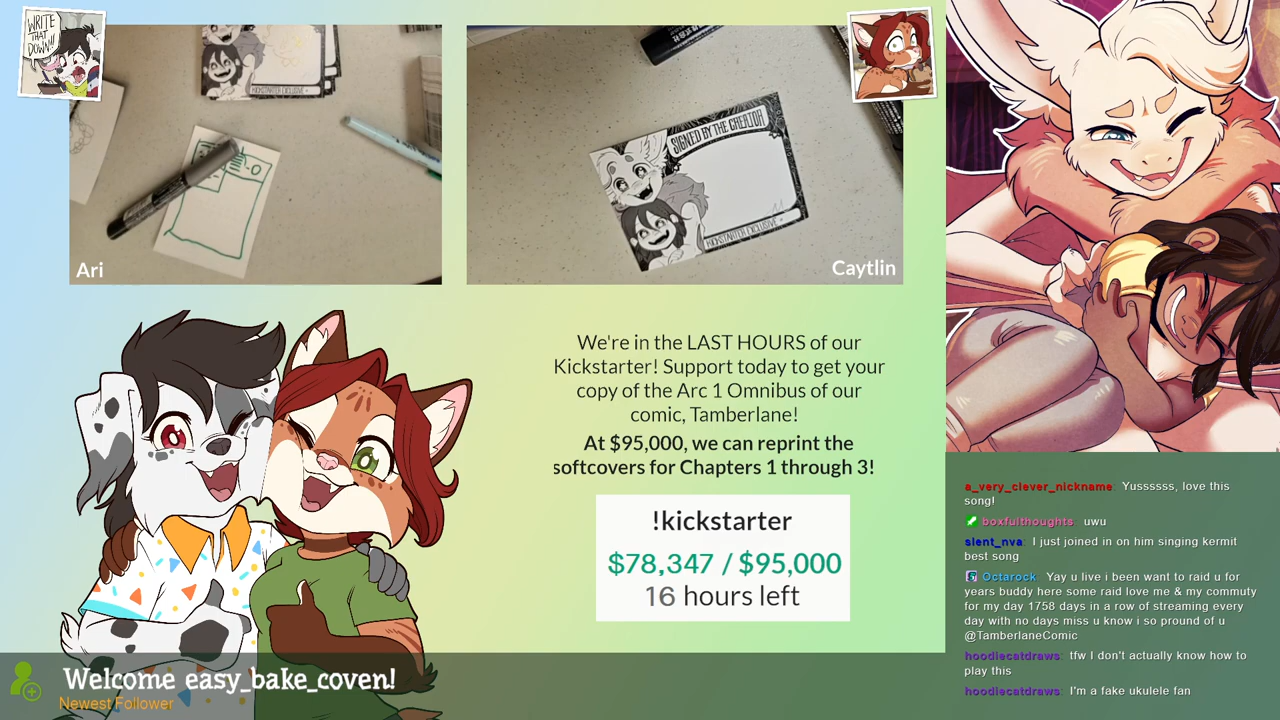 WRITE
THAT
DOWN!!
KICKSTARTER EXCLUSIVE
Ari
SIGNED BY THE CREATOR
KICKSTARTER EXCLUSIVE
Caytlin
We're in the LAST HOURS of our
Kickstarter! Support today to get your
copy of the Arc 1 Omnibus of our
comic, Tamberlane!
At $95,000, we can reprint the
softcovers for Chapters 1 through 3!
!kickstarter
$78,347 / $95,000
16 hours left
Welcome easy_bake_coven!
Newest Follower
a_very_clever_nickname: Yussssss, love this
song!
boxfulthoughts: uwu
slent_nva: I just joined in on him singing kermit
best song
Octarock: Yay u live i been want to raid u for
years buddy here some raid love me & my commuty
for my day 1758 days in a row of streaming every
day with no days miss u know i so pround of u
@TamberlaneComic
hoodiecatdraws: tfw I don't actually know how to
play this
hoodiecatdraws: I'm a fake ukulele fan